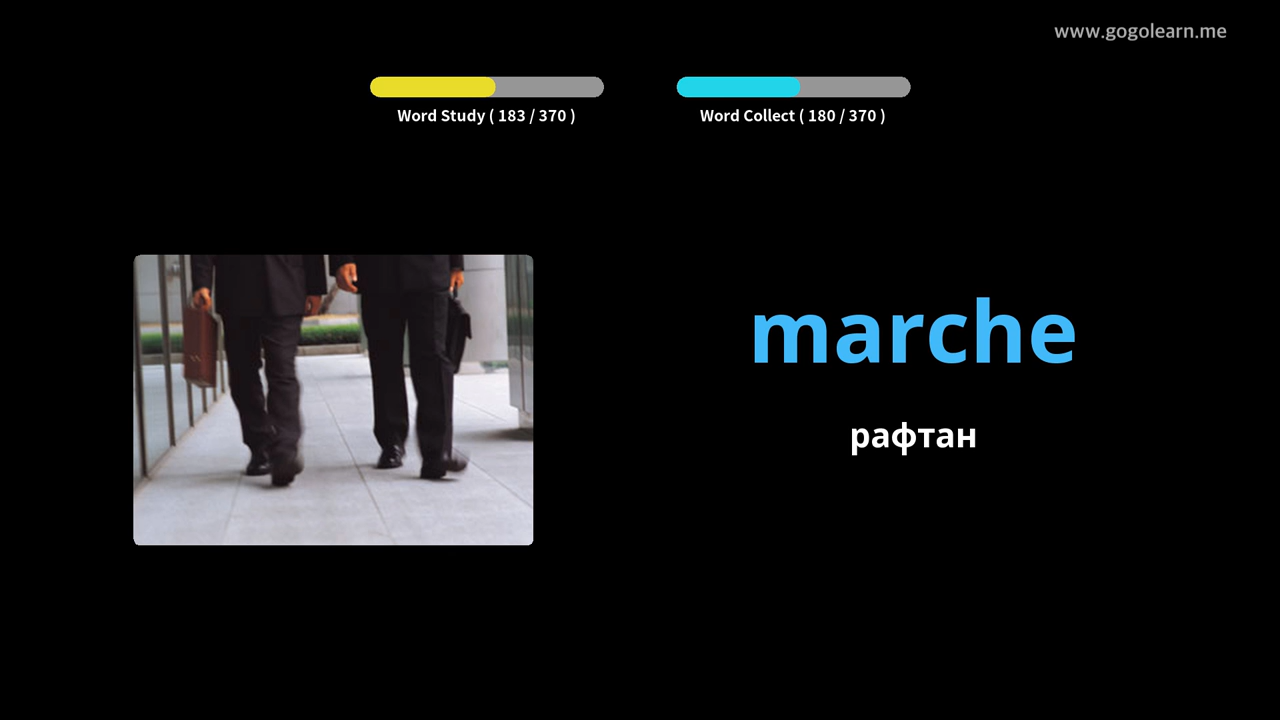 www.gogolearn.me
Word Study ( 183 / 370 )
Word Collect ( 180 / 370 )
marche
рафтан